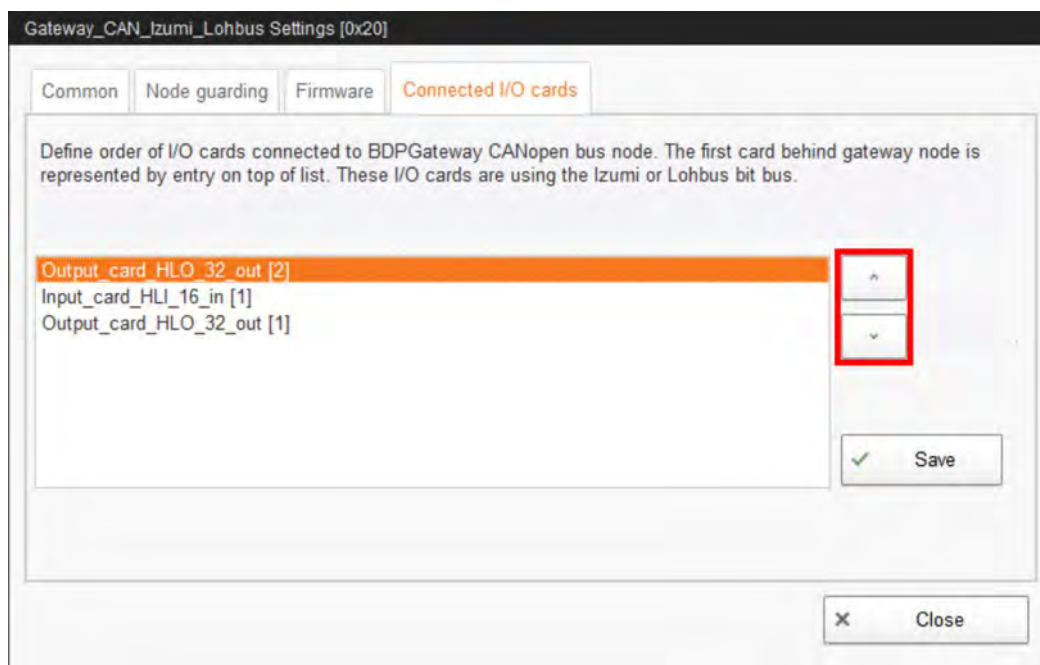 Gateway_CAN_Izumi_Lohbus Settings [0x20]
Common
Node guarding
Firmware
Connected I/O cards
Define order of I/O cards connected to BDPGateway CANopen bus node. The first card behind gateway node is
represented by entry on top of list. These I/O cards are using the Izumi or Lohbus bit bus.
Output_card_HLO_32_out [2]
Input_card_HLI_16_in [1]
Output_card_HLO_32_out [1]
Save
Close